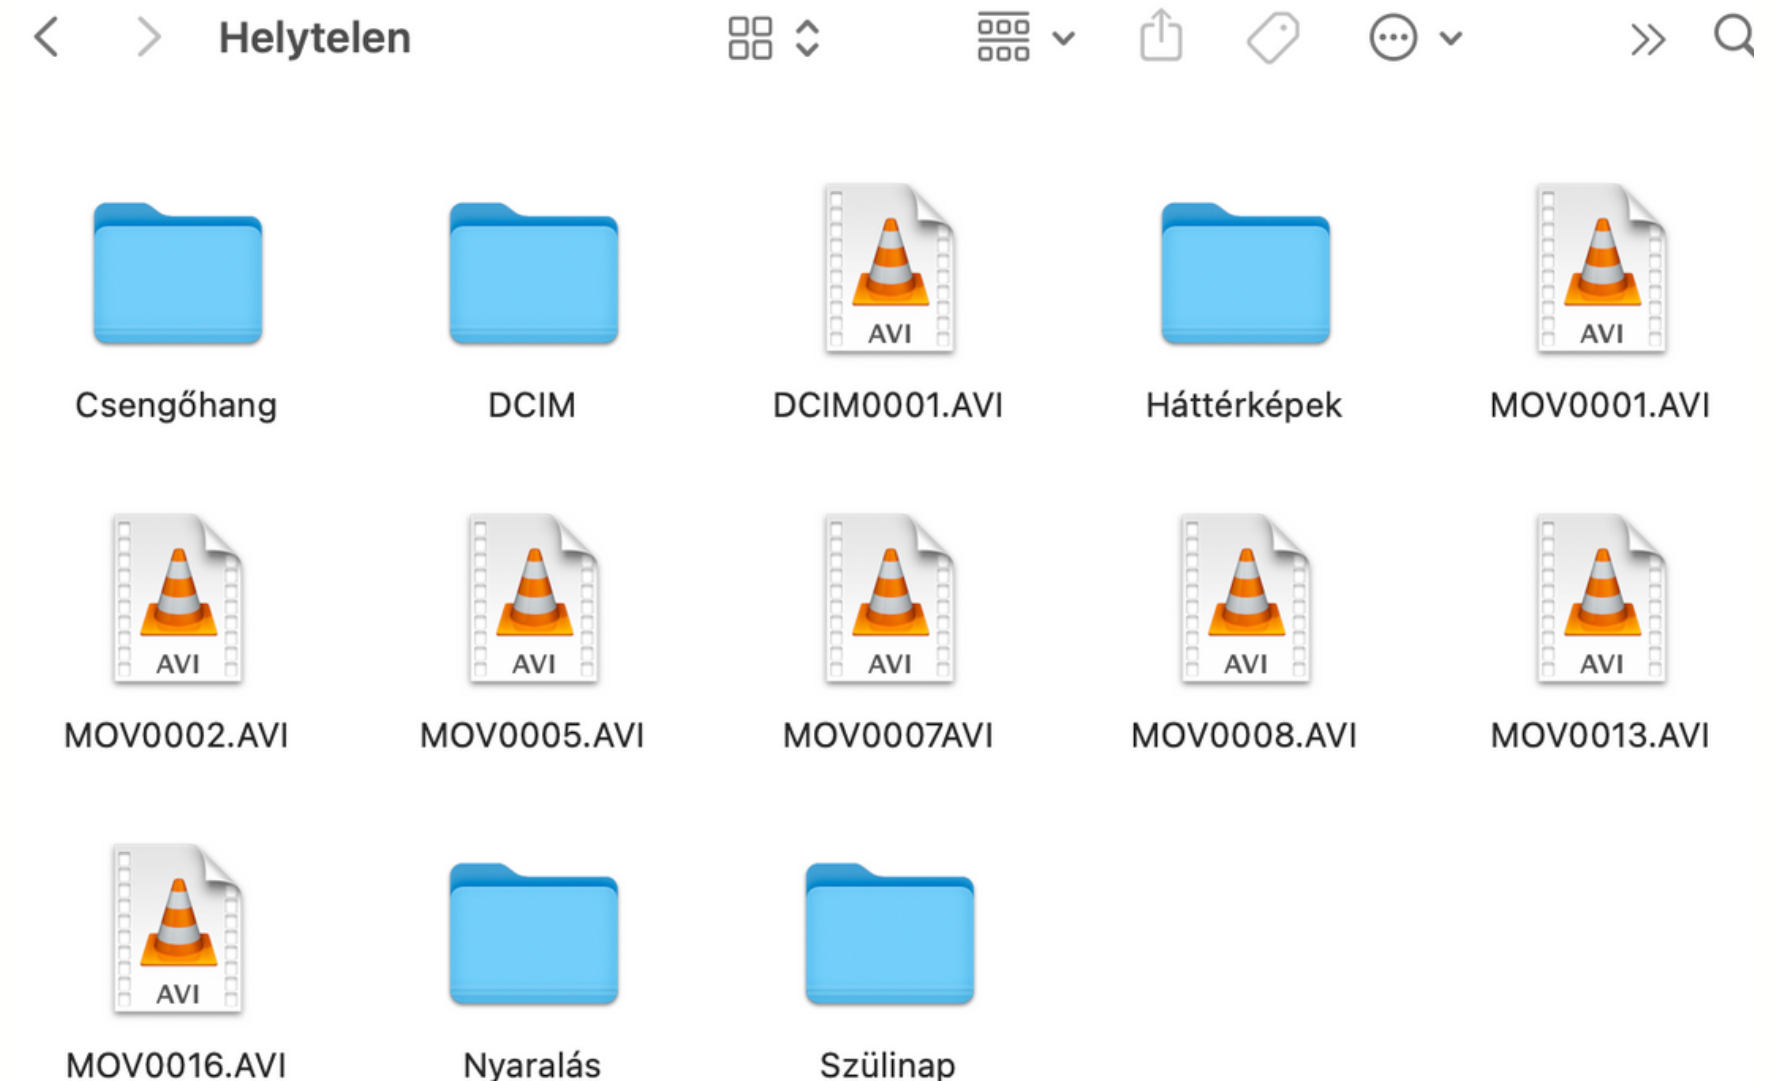 Helytelen
AVI
AVI
Csengőhang DCIM DCIM0001.AVI Háttérképek MOV0001.AVI
AVI AVI AVI AVI AVI
MOV0002.AVI MOV0005.AVI MOV0007AVI MOV0008.AVI MOV0013.AVI
AVI
MOV0016.AVI Nyaralás Szülinap